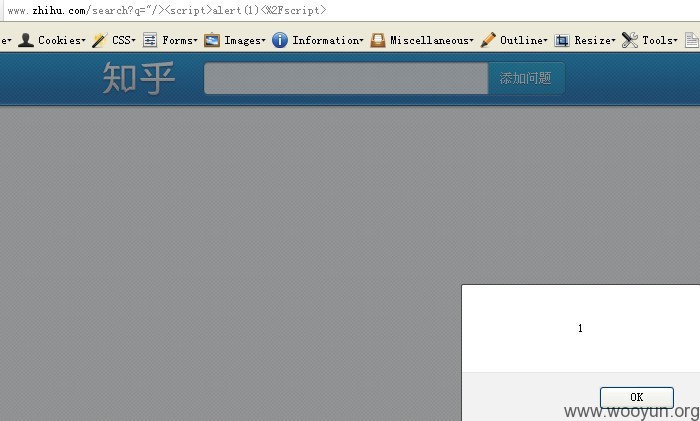 www.zhihu.com/search?q="/><script>alert(1)<%2Fscript>
e▾ Cookies▾ CSS▾ Forms▾ Images▾ Information▾ Miscellaneous▾ Outline▾ Resize▾ Tools▾
知乎 添加问题
1
OK
www.wooyun.org